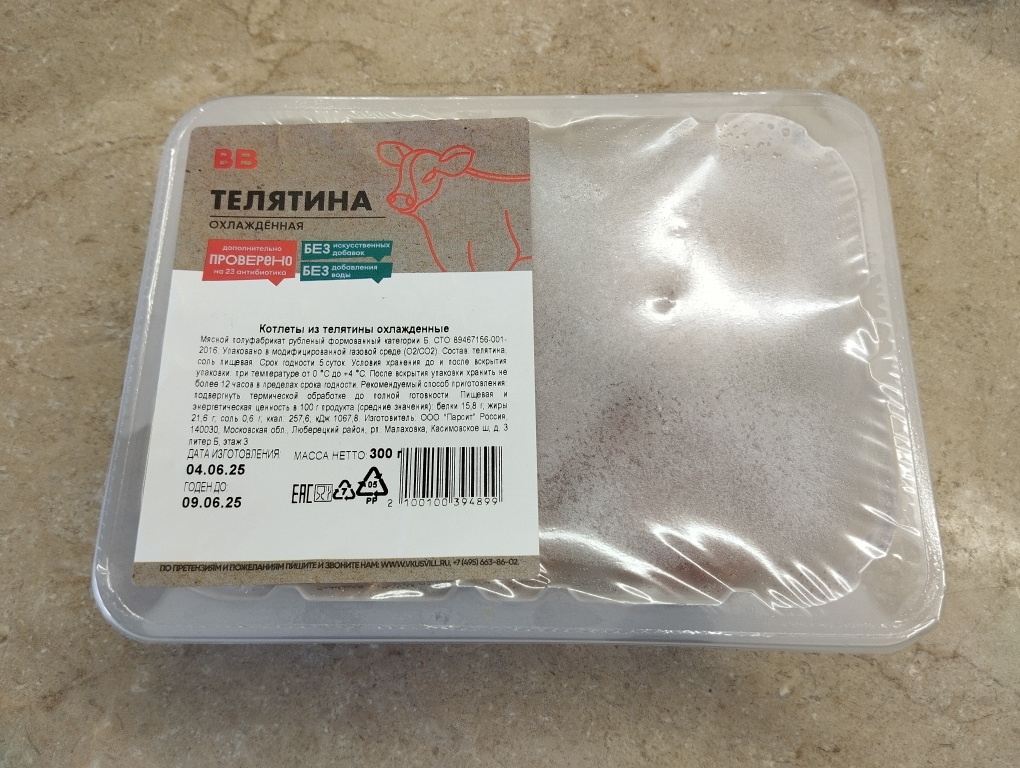 ВВ
ТЕЛЯТИНА
ОХЛАЖДЁННАЯ
дополнительно
ПРОВЕРЕНО
на 23 антибиотика
БЕЗ искусственных
добавок
БЕЗ добавления
воды
Котлеты из телятины охлажденные
Мясной полуфабрикат рубленый формованный категории Б. СТО 89467156-001-
2016. Упаковано в модифицированной газовой среде (О2/СО2). Состав: телятина,
соль пищевая. Срок годности 5 суток. Условия хранения до и после вскрытия
упаковки: при температуре от 0 °С до +4 °С. После вскрытия упаковки хранить не
более 12 часов в пределах срока годности. Рекомендуемый способ приготовления:
подвергнуть термической обработке до полной готовности. Пищевая и
энергетическая ценность в 100 г продукта (средние значения): белки 15,8 г, жиры
21,6 г, соль 0,6 г, ккал 257,6, кДж 1067,8. Изготовитель: ООО "Парсит" Россия,
140030, Московская обл., Люберецкий район, рп. Малаховка, Касимовское ш, д. 3
литер Б, этаж 3
ДАТА ИЗГОТОВЛЕНИЯ: МАССА НЕТТО: 300 г
04.06.25
ГОДЕН ДО:
09.06.25
EAC 7 05 PP
2 100100 394899
ПО ПРЕТЕНЗИЯМ И ПОЖЕЛАНИЯМ ПИШИТЕ И ЗВОНИТЕ НАМ: WWW.VKUSVILL.RU, +7 (495) 663-86-02.